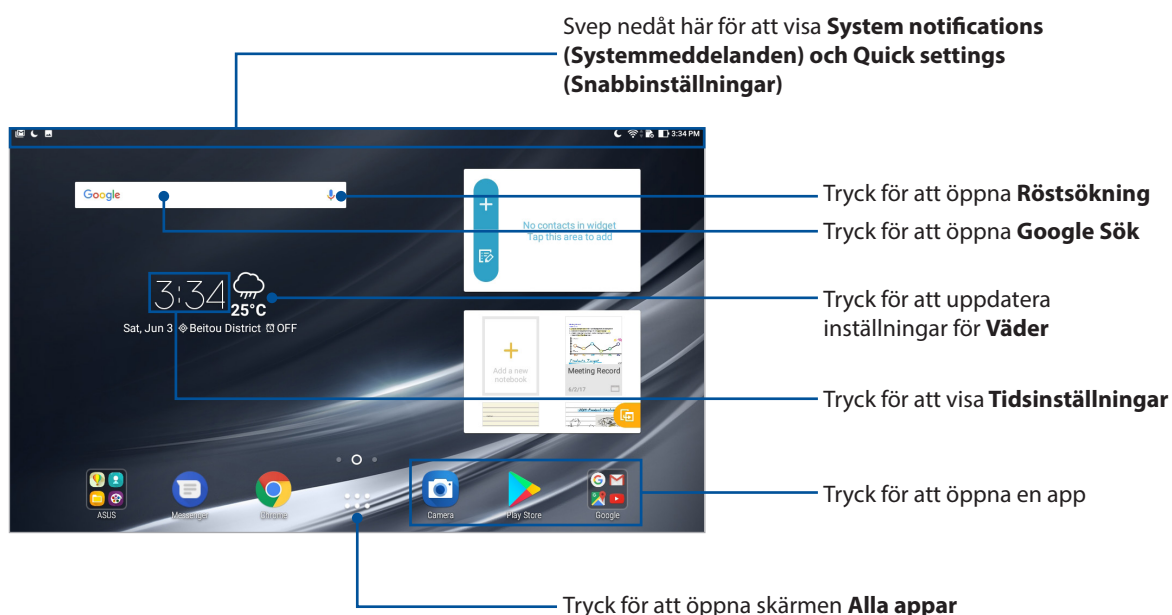 Svep nedåt här för att visa System notifications
(Systemmeddelanden) och Quick settings
(Snabbinställningar)
3:34 PM
Google
Tryck för att öppna Röstsökning
Tryck för att öppna Google Sök
No contacts in widget
Tap this area to add
3:34
25°C
Sat, Jun 3 Beitou District OFF
Tryck för att uppdatera
inställningar för Väder
Add a new
notebook
Meeting Record
6/2/17
Tryck för att visa Tidsinställningar
ASUS
Messenger
Chrome
Camera
Play Store
Google
Tryck för att öppna en app
Tryck för att öppna skärmen Alla appar